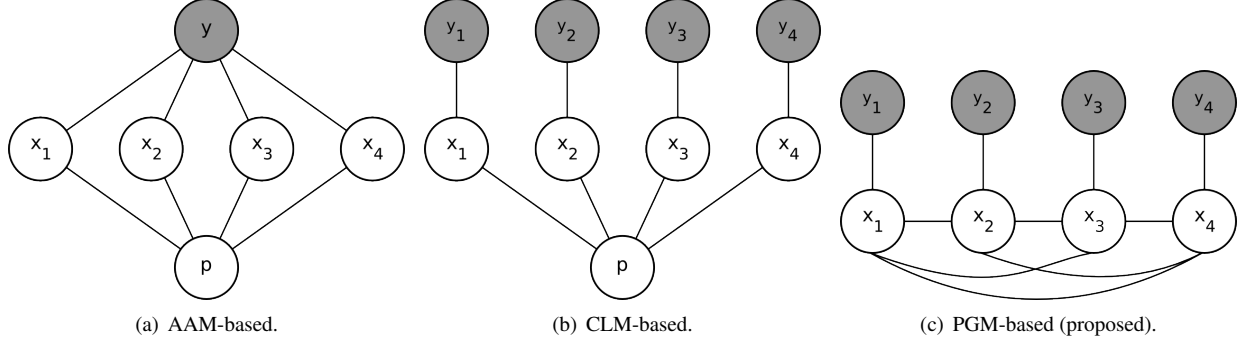 y
x1 x2 x3 x4
p
(a) AAM-based.
y1 y2 y3 y4
x1 x2 x3 x4
p
(b) CLM-based.
y1 y2 y3 y4
x1 x2 x3 x4
(c) PGM-based (proposed).